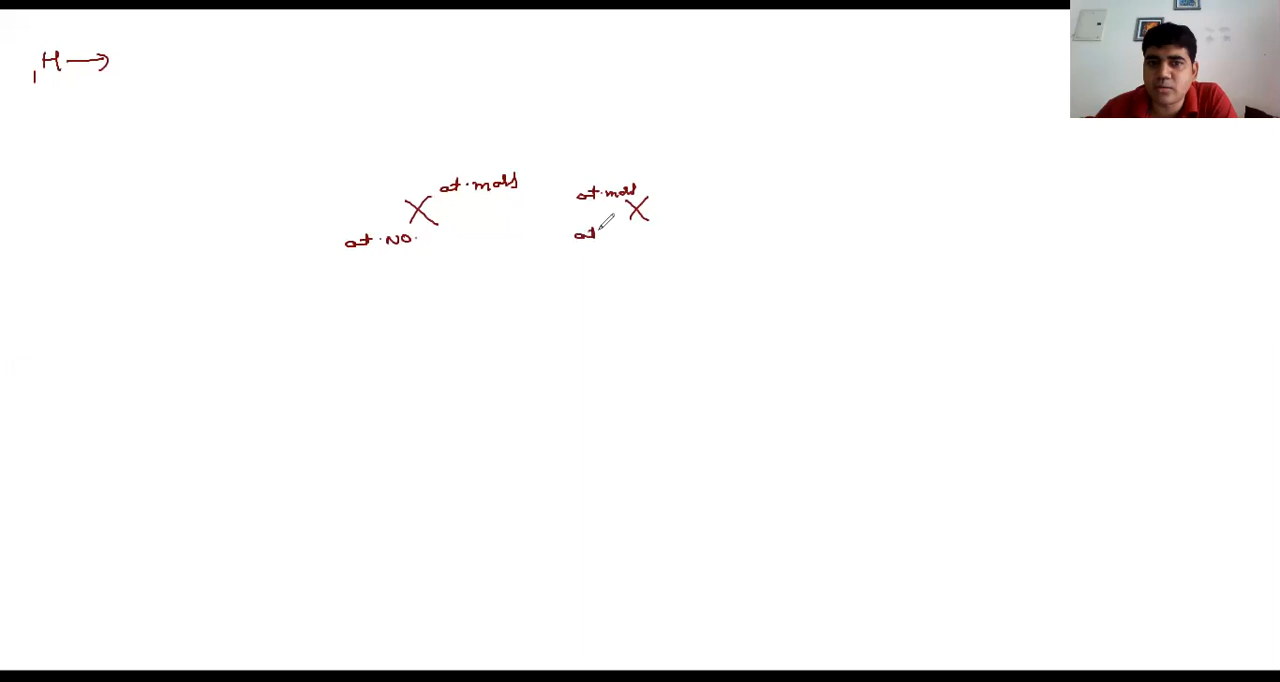 ₁H →
X at. mass
at. No.
at. mass X
at